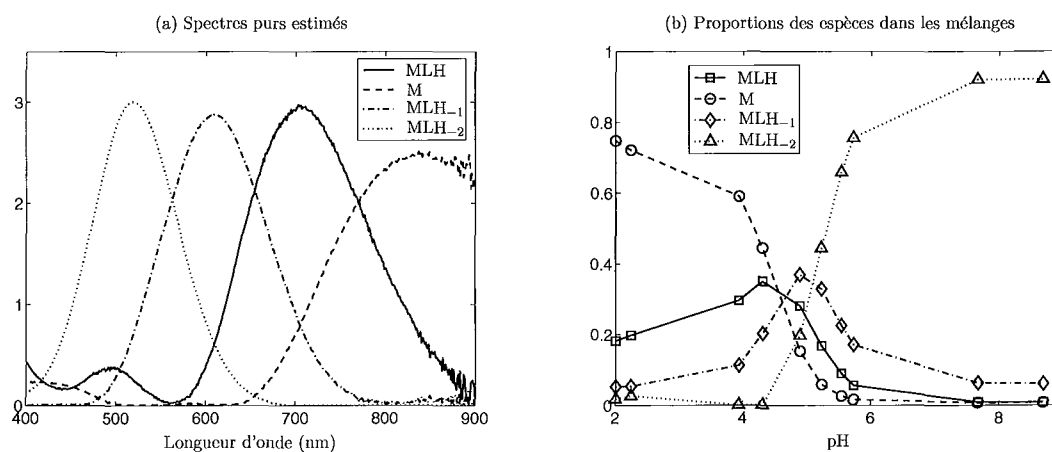 (a) Spectres purs estimés
3
2
1
0
400
500
600
700
800
900
Longueur d'onde (nm)
MLH
M
MLH₋₁
MLH₋₂
(b) Proportions des espèces dans les mélanges
1
0.8
0.6
0.4
0.2
0
2
4
6
8
pH
MLH
M
MLH₋₁
MLH₋₂